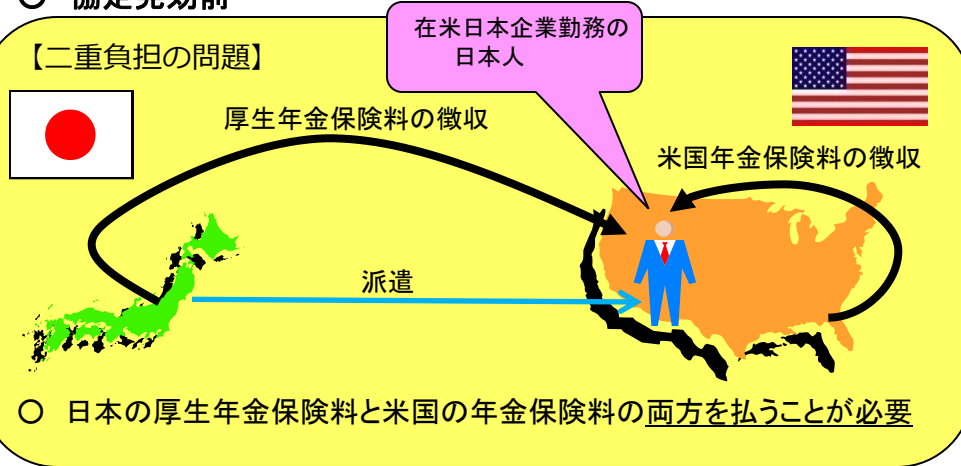 ○ 協定発効前
在米日本企業勤務の
日本人
【二重負担の問題】
厚生年金保険料の徴収
米国年金保険料の徴収
派遣
○ 日本の厚生年金保険料と米国の年金保険料の両方を払うことが必要